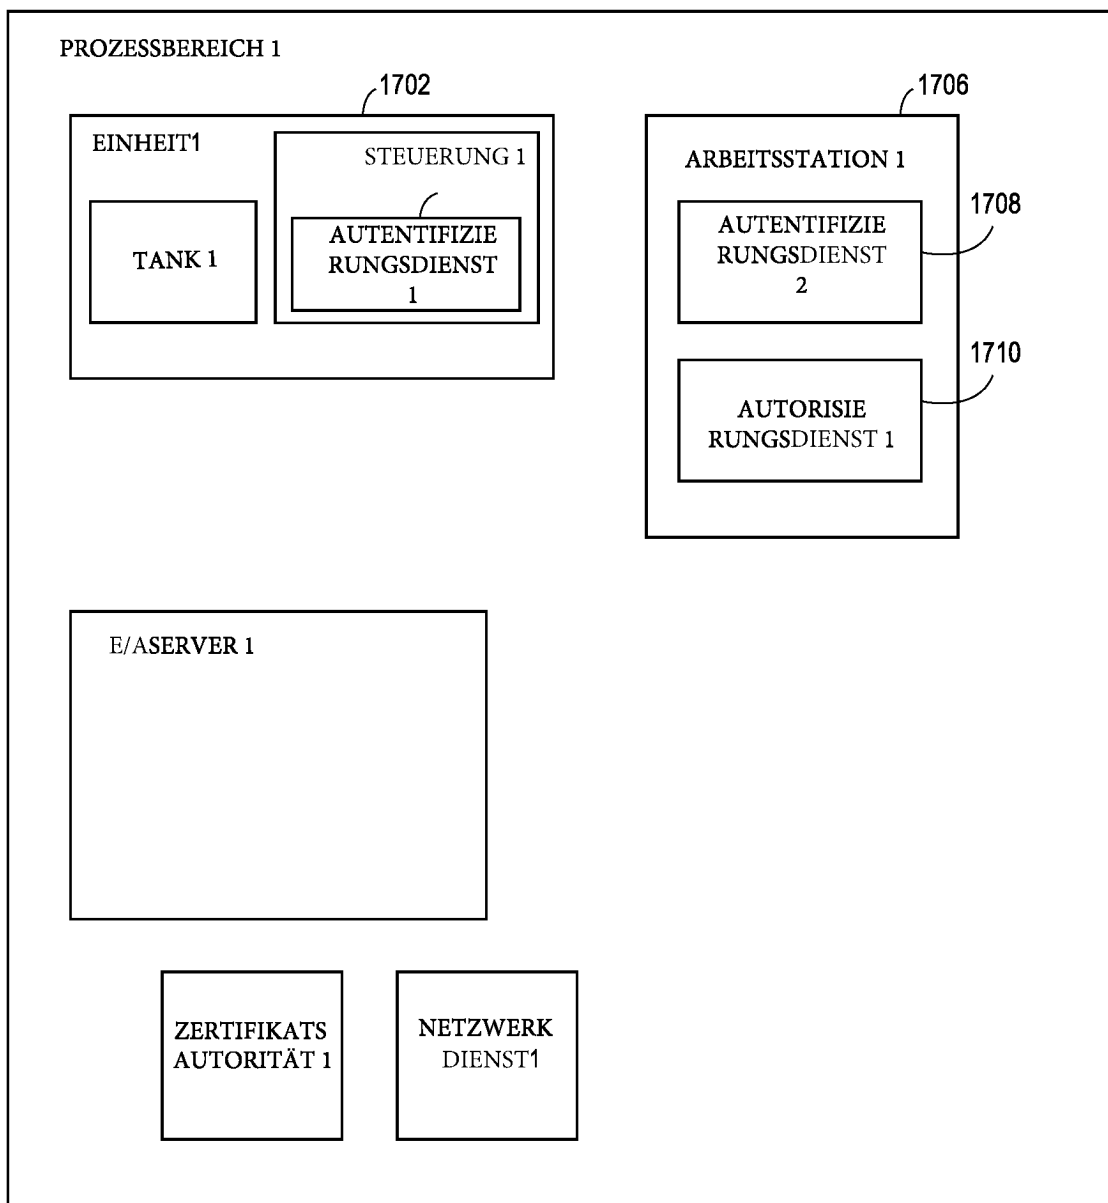 PROZESSBEREICH 1
1702
EINHEIT1
STEUERUNG 1
TANK 1
AUTENTIFIZIE
RUNGSDIENST
1
1706
ARBEITSSTATION 1
1708
AUTENTIFIZIE
RUNGSDIENST
2
1710
AUTORISIE
RUNGSDIENST 1
E/ASERVER 1
ZERTIFIKATS
AUTORITÄT 1
NETZWERK
DIENST1